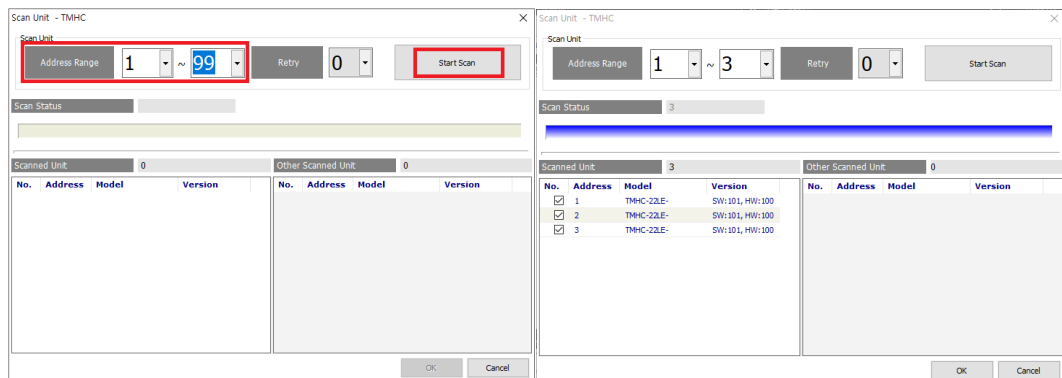 Scan Unit - TMHC
Scan Unit
Address Range 1 ~ 99 Retry 0 Start Scan
Scan Status
Scanned Unit 0 Other Scanned Unit 0
No. Address Model Version No. Address Model Version
OK Cancel
Scan Unit - TMHC
Scan Unit
Address Range 1 ~ 3 Retry 0 Start Scan
Scan Status 3
Scanned Unit 3 Other Scanned Unit 0
No. Address Model Version No. Address Model Version
1 TMHC-22LE- SW:101, HW:100
2 TMHC-22LE- SW:101, HW:100
3 TMHC-22LE- SW:101, HW:100
OK Cancel